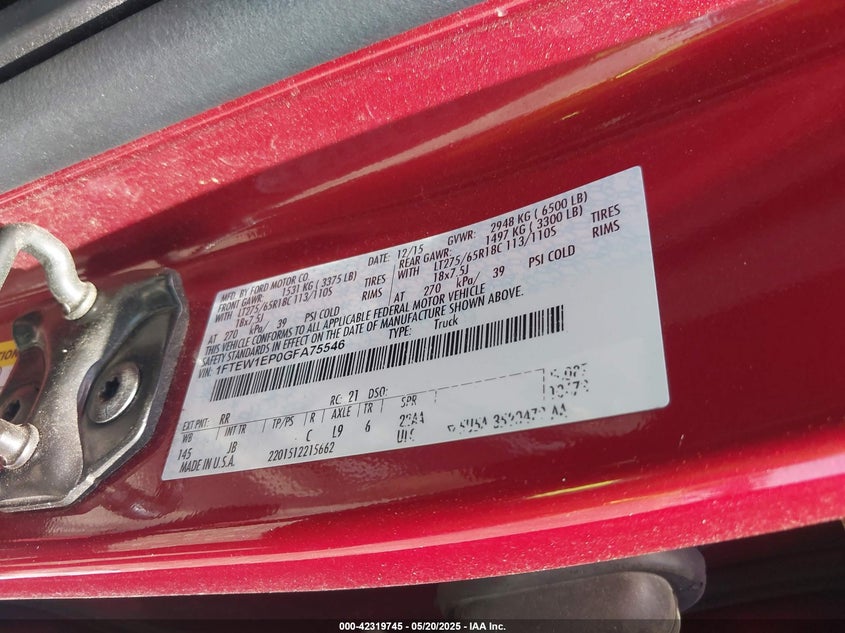 MFD. BY FORD MOTOR CO.
DATE: 12/15
GVWR: 2948 KG ( 6500 LB)
FRONT GAWR: 1531 KG ( 3375 LB)
REAR GAWR: 1497 KG ( 3300 LB)
WITH LT275/65R18C 113/110S TIRES
WITH LT275/65R18C 113/110S TIRES
18x7.5J RIMS
18x7.5J RIMS
AT 270 kPa/ 39 PSI COLD
AT 270 kPa/ 39 PSI COLD
THIS VEHICLE CONFORMS TO ALL APPLICABLE FEDERAL MOTOR VEHICLE
SAFETY STANDARDS IN EFFECT ON THE DATE OF MANUFACTURE SHOWN ABOVE.
VIN: 1FTEW1EP0GFA75546
TYPE: Truck
EXT PNT: RR RC: 21 DSO:
WB INT TR TP/PS R AXLE TR SPR
145 JB C L9 6
MADE IN U.S.A. 2201512215662
000-42319745 - 05/20/2025 - IAA Inc.